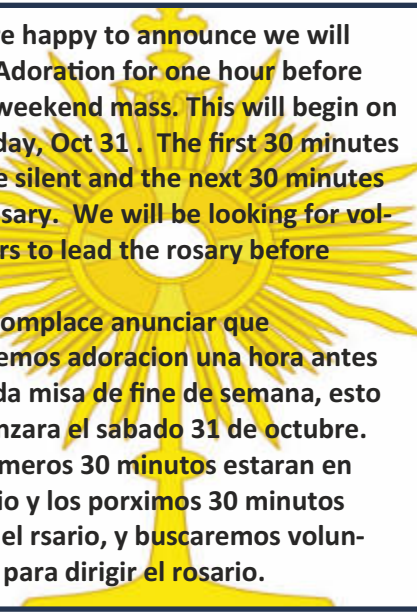 re happy to announce we will
Adoration for one hour before
weekend mass. This will begin on
day, Oct 31 . The first 30 minutes
e silent and the next 30 minutes
sary. We will be looking for vol-
rs to lead the rosary before
omplace anunciar que
emos adoracion una hora antes
da misa de fine de semana, esto
nzara el sabado 31 de octubre.
meros 30 minutos estaran en
io y los porximos 30 minutos
el rsario, y buscaremos volun-
para dirigir el rosario.